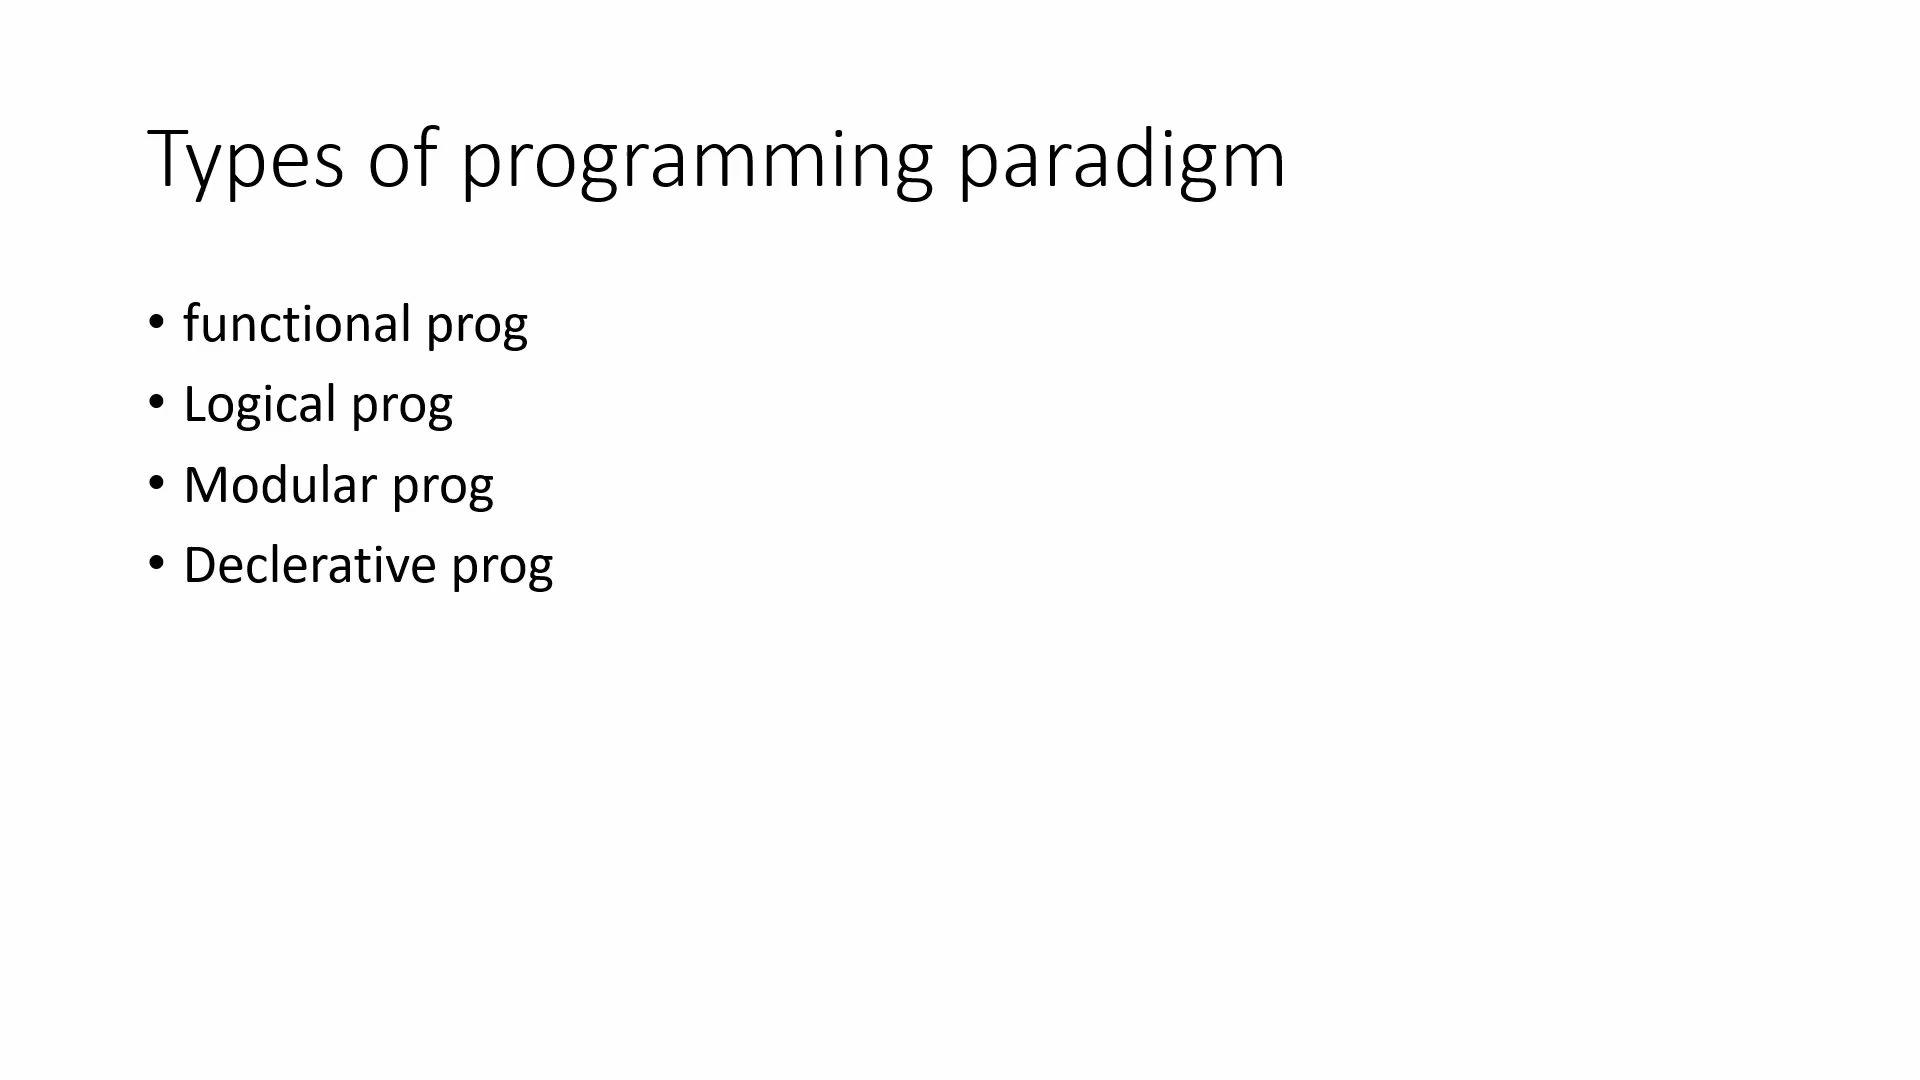 Types of programming paradigm
• functional prog
• Logical prog
• Modular prog
• Declerative prog